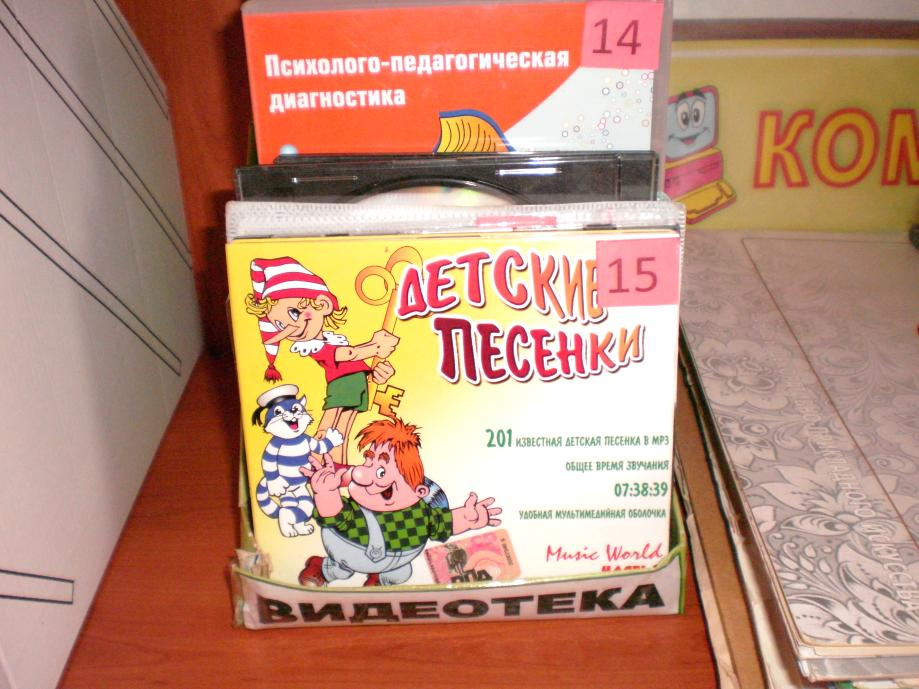 14
Психолого-педагогическая
диагностика
КОМ
ДЕТСКИЕ
15
ПЕСЕНКИ
201 ИЗВЕСТНАЯ ДЕТСКАЯ ПЕСЕНКА В MP3
ОБЩЕЕ ВРЕМЯ ЗВУЧАНИЯ
07:38:39
УДОБНАЯ МУЛЬТИМЕДИЙНАЯ ОБОЛОЧКА
Music World
ВИДЕОТЕКА